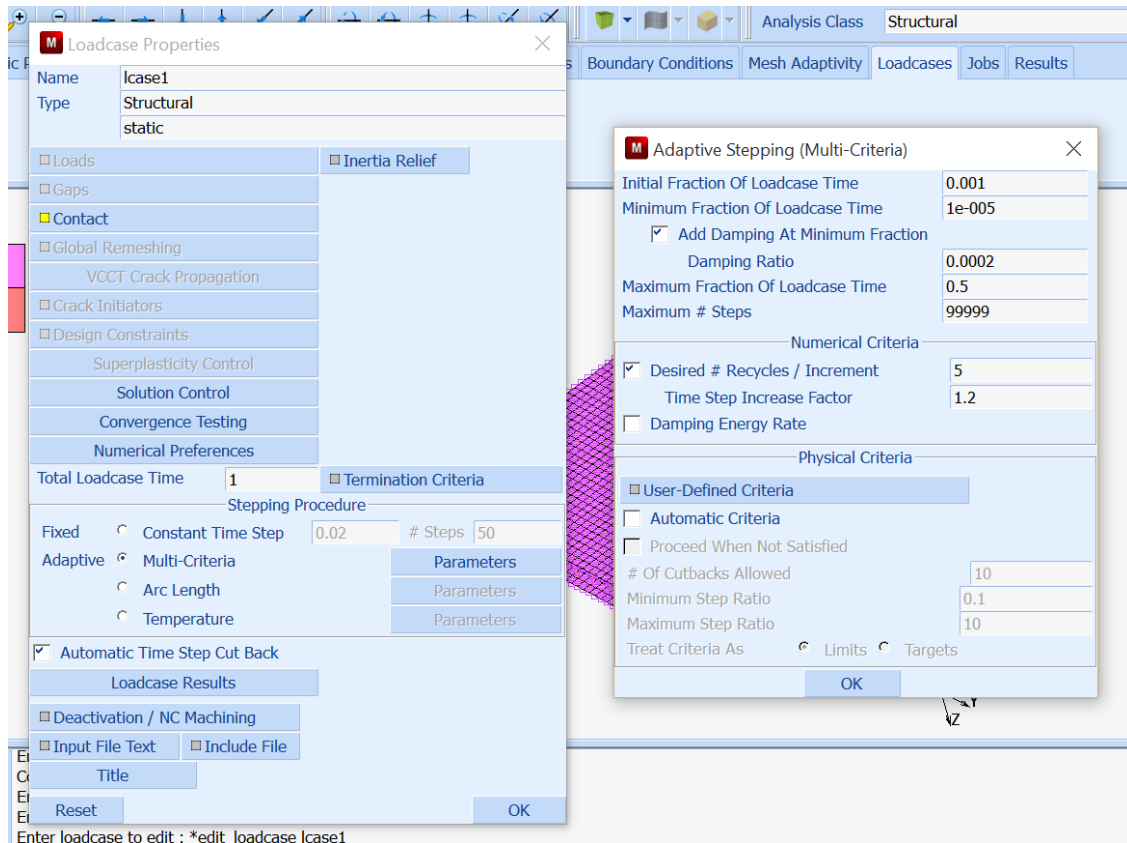 Analysis Class Structural
Boundary Conditions Mesh Adaptivity Loadcases Jobs Results
M Loadcase Properties
Name lcase1
Type Structural
static
Loads Inertia Relief
Gaps
Contact
Global Remeshing
VCCT Crack Propagation
Crack Initiators
Design Constraints
Superplasticity Control
Solution Control
Convergence Testing
Numerical Preferences
Total Loadcase Time 1 Termination Criteria
Stepping Procedure
Fixed Constant Time Step 0.02 # Steps 50
Adaptive Multi-Criteria Parameters
Arc Length Parameters
Temperature Parameters
Automatic Time Step Cut Back
Loadcase Results
Deactivation / NC Machining
Input File Text Include File
Title
Reset OK
M Adaptive Stepping (Multi-Criteria)
Initial Fraction Of Loadcase Time 0.001
Minimum Fraction Of Loadcase Time 1e-005
Add Damping At Minimum Fraction
Damping Ratio 0.0002
Maximum Fraction Of Loadcase Time 0.5
Maximum # Steps 99999
Numerical Criteria
Desired # Recycles / Increment 5
Time Step Increase Factor 1.2
Damping Energy Rate
Physical Criteria
User-Defined Criteria
Automatic Criteria
Proceed When Not Satisfied
# Of Cutbacks Allowed 10
Minimum Step Ratio 0.1
Maximum Step Ratio 10
Treat Criteria As Limits Targets
OK
Y
Z
Enter loadcase to edit : *edit_loadcase lcase1